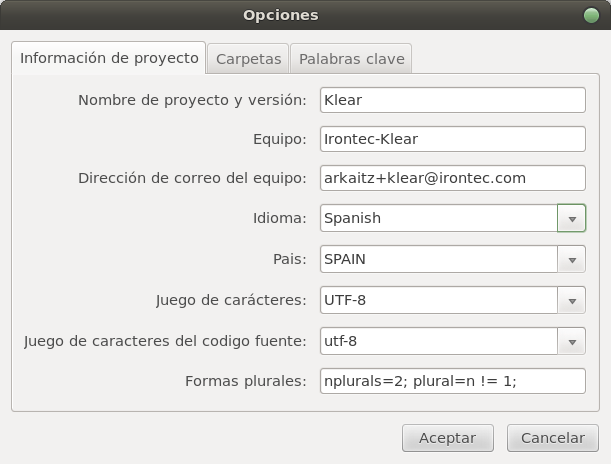 Opciones
Información de proyecto Carpetas Palabras clave
Nombre de proyecto y versión: Klear
Equipo: Irontec-Klear
Dirección de correo del equipo: arkaitz+klear@irontec.com
Idioma: Spanish
Pais: SPAIN
Juego de carácteres: UTF-8
Juego de caracteres del codigo fuente: utf-8
Formas plurales: nplurals=2; plural=n != 1;
Aceptar Cancelar